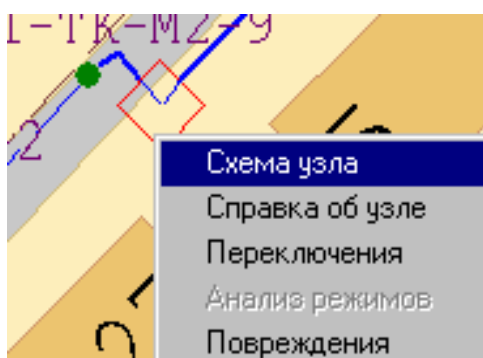 1-ТК-М2-9
2
Схема узла
Справка об узле
Переключения
Анализ режимов
Повреждения